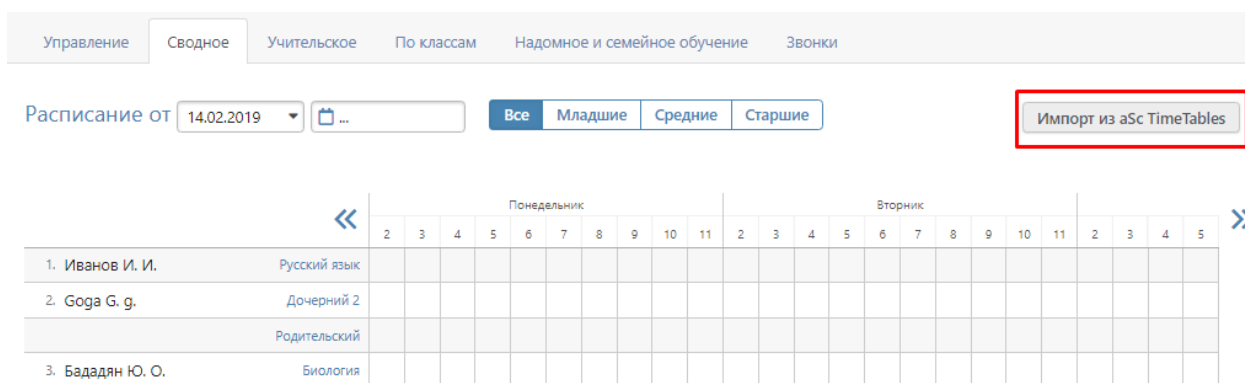 Управление Сводное Учительское По классам Надомное и семейное обучение Звонки
Расписание от 14.02.2019 ... Все Младшие Средние Старшие Импорт из aSc TimeTables
Понедельник Вторник
2 3 4 5 6 7 8 9 10 11 2 3 4 5 6 7 8 9 10 11 2 3 4 5
1. Иванов И. И. Русский язык
2. Goga G. g. Дочерний 2
Родительский
3. Бададян Ю. О. Биология